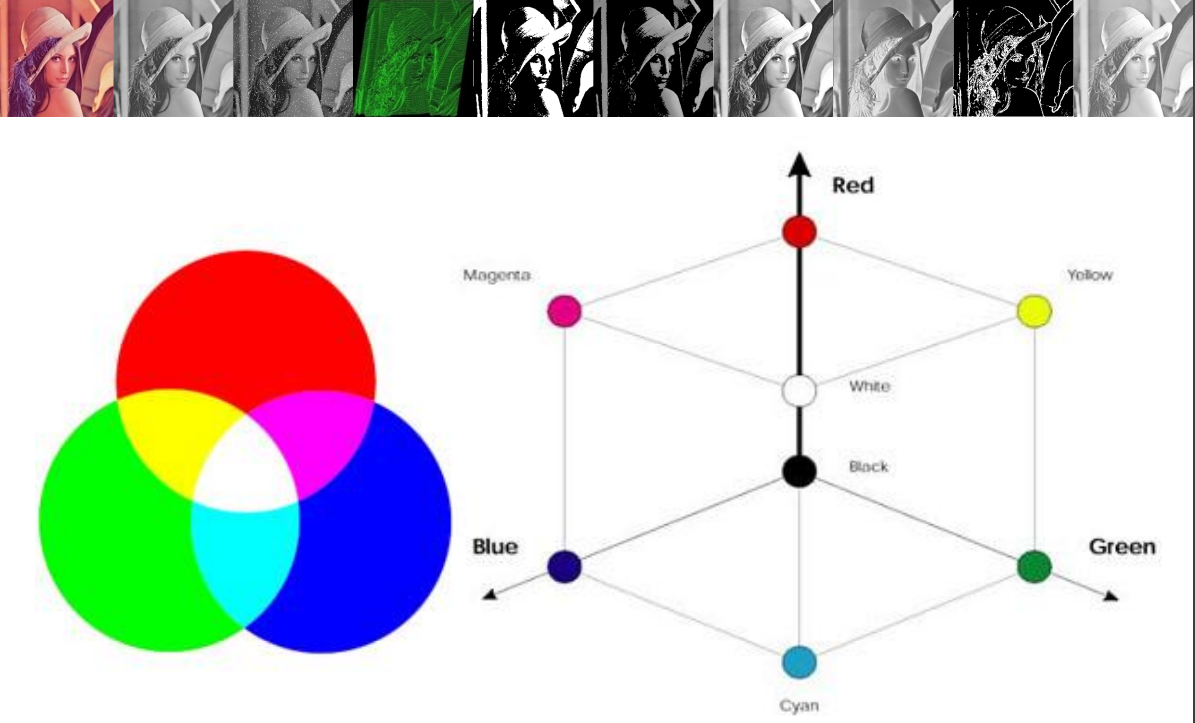 Red
Magenta
Yellow
White
Black
Blue
Green
Cyan